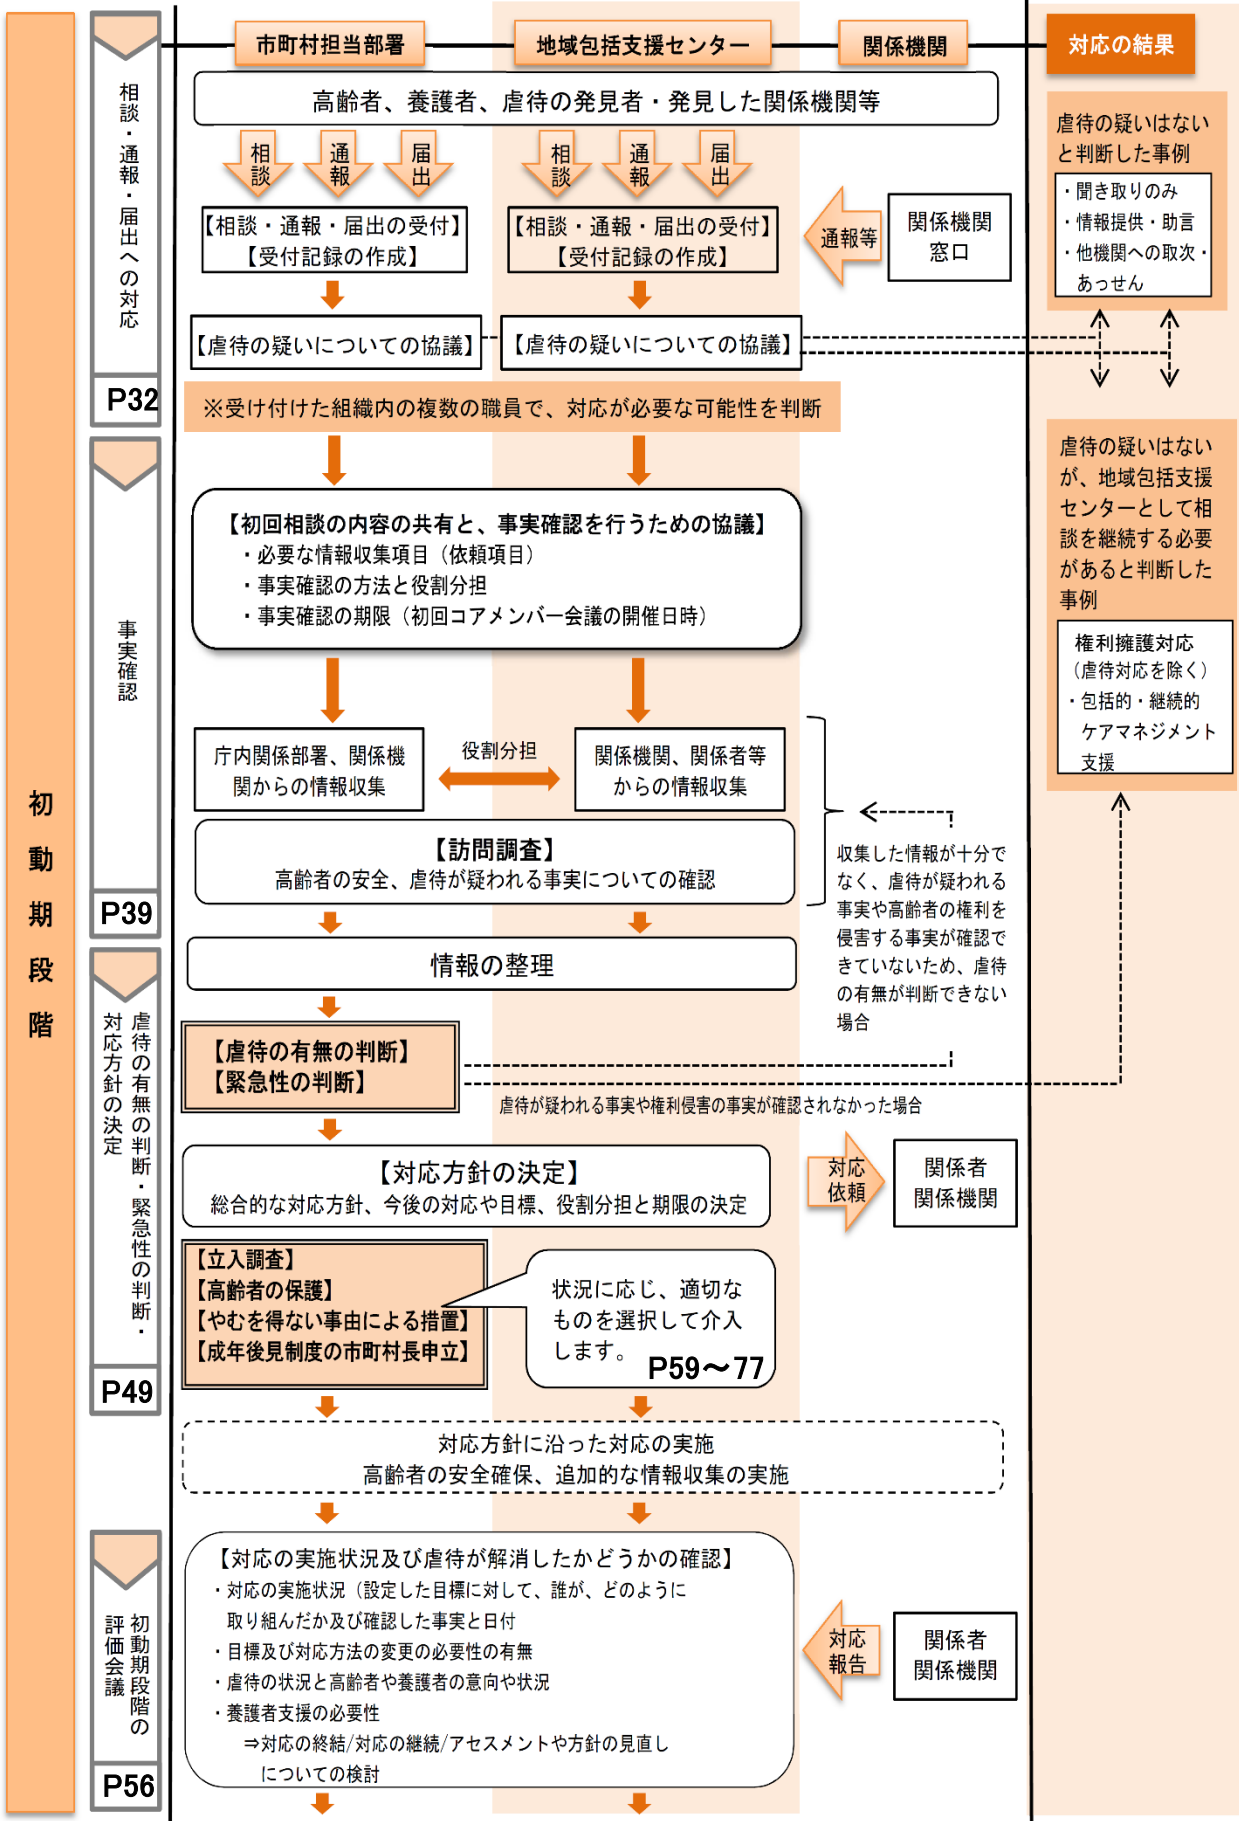 市町村担当部署
地域包括支援センター
関係機関
対応の結果
初動期段階
相談・通報・届出への対応
P32
高齢者、養護者、虐待の発見者・発見した関係機関等
相談
通報
届出
相談
通報
届出
【相談・通報・届出の受付】
【受付記録の作成】
【相談・通報・届出の受付】
【受付記録の作成】
通報等
関係機関
窓口
【虐待の疑いについての協議】
【虐待の疑いについての協議】
※受け付けた組織内の複数の職員で、対応が必要な可能性を判断
虐待の疑いはない
と判断した事例
・聞き取りのみ
・情報提供・助言
・他機関への取次・
あっせん
虐待の疑いはない
が、地域包括支援
センターとして相
談を継続する必要
があると判断した
事例
権利擁護対応
（虐待対応を除く）
・包括的・継続的
ケアマネジメント
支援
事実確認
P39
【初回相談の内容の共有と、事実確認を行うための協議】
・必要な情報収集項目（依頼項目）
・事実確認の方法と役割分担
・事実確認の期限（初回コアメンバー会議の開催日時）
庁内関係部署、関係機
関からの情報収集
役割分担
関係機関、関係者等
からの情報収集
【訪問調査】
高齢者の安全、虐待が疑われる事実についての確認
収集した情報が十分で
なく、虐待が疑われる
事実や高齢者の権利を
侵害する事実が確認で
きていないため、虐待
の有無が判断できない
場合
情報の整理
虐待の有無の判断・緊急性の判断・
対応方針の決定
P49
【虐待の有無の判断】
【緊急性の判断】
虐待が疑われる事実や権利侵害の事実が確認されなかった場合
【対応方針の決定】
総合的な対応方針、今後の対応や目標、役割分担と期限の決定
対応
依頼
関係者
関係機関
【立入調査】
【高齢者の保護】
【やむを得ない事由による措置】
【成年後見制度の市町村長申立】
状況に応じ、適切な
ものを選択して介入
します。
P59～77
対応方針に沿った対応の実施
高齢者の安全確保、追加的な情報収集の実施
初動期段階の
評価会議
P56
【対応の実施状況及び虐待が解消したかどうかの確認】
・対応の実施状況（設定した目標に対して、誰が、どのように
取り組んだか及び確認した事実と日付
・目標及び対応方法の変更の必要性の有無
・虐待の状況と高齢者や養護者の意向や状況
・養護者支援の必要性
⇒対応の終結/対応の継続/アセスメントや方針の見直し
についての検討
対応
報告
関係者
関係機関